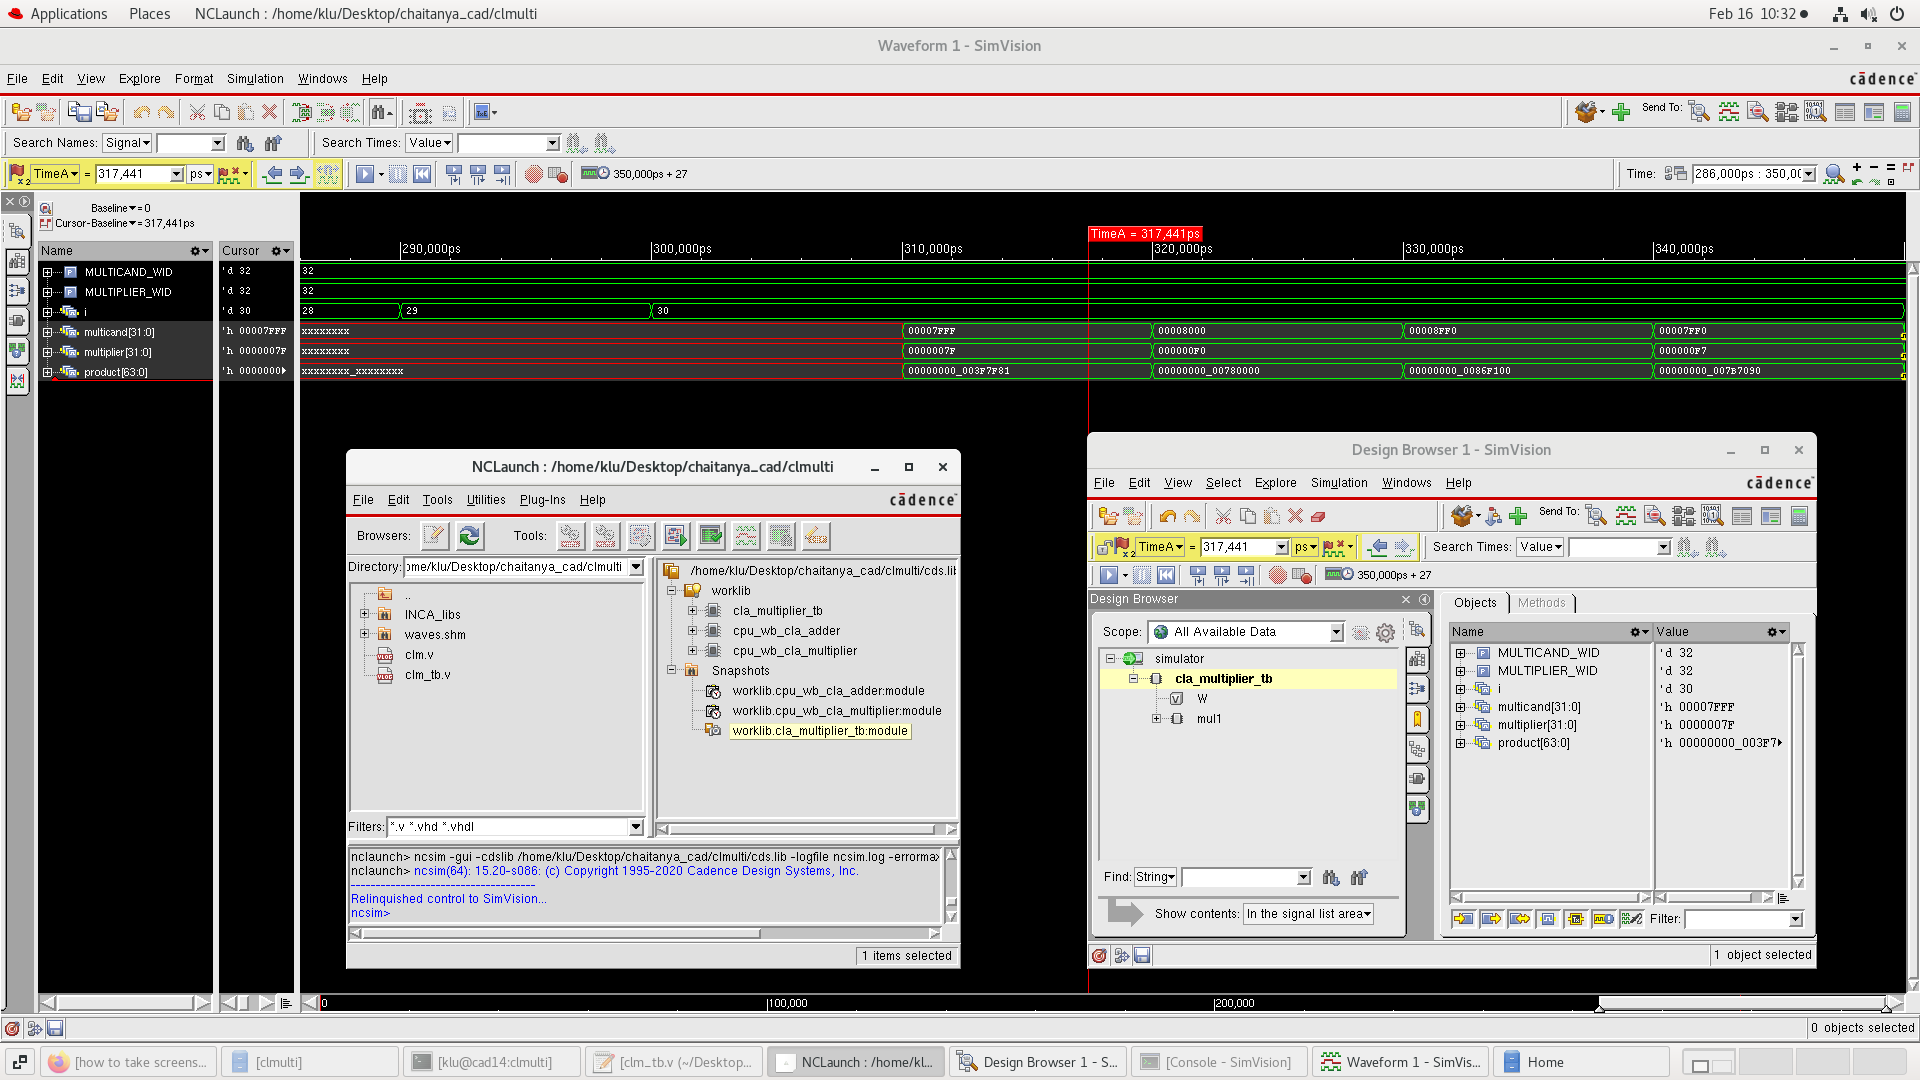 Applications Places NCLaunch : /home/klu/Desktop/chaitanya_cad/clmulti Feb 16 10:32
Waveform 1 - SimVision
File Edit View Explore Format Simulation Windows Help cādence
Send To:
Search Names: Signal Search Times: Value
TimeA = 317,441 ps 350,000ps + 27 Time: 286,000ps : 350,00
Baseline = 0
Cursor-Baseline = 317,441ps
TimeA = 317,441ps
Name Cursor 290,000ps 300,000ps 310,000ps 320,000ps 330,000ps 340,000ps
MULTICAND_WID 'd 32 32
MULTIPLIER_WID 'd 32 32
i 'd 30 28 29 30
multicand[31:0] 'h 00007FFF xxxxxxxx 00007FFF 00008000 00008FF0 00007FF0
multiplier[31:0] 'h 0000007F xxxxxxxx 0000007F 000000F0 000000F7
product[63:0] 'h 0000000 xxxxxxxx_xxxxxxxx 00000000_003F7F81 00000000_00780000 00000000_0086F100 00000000_007B7090
NCLaunch : /home/klu/Desktop/chaitanya_cad/clmulti
File Edit Tools Utilities Plug-Ins Help cādence
Browsers: Tools:
Directory: ome/klu/Desktop/chaitanya_cad/clmulti
..
INCA_libs
waves.shm
clm.v
clm_tb.v
Filters: *.v *.vhd *.vhdl
/home/klu/Desktop/chaitanya_cad/clmulti/cds.lib
worklib
cla_multiplier_tb
cpu_wb_cla_adder
cpu_wb_cla_multiplier
Snapshots
worklib.cpu_wb_cla_adder:module
worklib.cpu_wb_cla_multiplier:module
worklib.cla_multiplier_tb:module
nclaunch> ncsim -gui -cdslib /home/klu/Desktop/chaitanya_cad/clmulti/cds.lib -logfile ncsim.log -errormax
nclaunch> ncsim(64): 15.20-s086: (c) Copyright 1995-2020 Cadence Design Systems, Inc.
------------------------------------
Relinquished control to SimVision...
ncsim>
1 items selected
Design Browser 1 - SimVision
File Edit View Select Explore Simulation Windows Help cādence
Send To:
TimeA = 317,441 ps Search Times: Value
350,000ps + 27
Design Browser
Scope: All Available Data
simulator
cla_multiplier_tb
W
mul1
Find: String
Show contents: In the signal list area
Objects Methods
Name Value
MULTICAND_WID 'd 32
MULTIPLIER_WID 'd 32
i 'd 30
multicand[31:0] 'h 00007FFF
multiplier[31:0] 'h 0000007F
product[63:0] 'h 00000000_003F7
Filter:
1 object selected
0 100,000 200,000
0 objects selected
[how to take screens... [clmulti] [klu@cad14:clmulti] [clm_tb.v (~/Desktop... NCLaunch : /home/kl... Design Browser 1 - S... [Console - SimVision] Waveform 1 - SimVis... Home